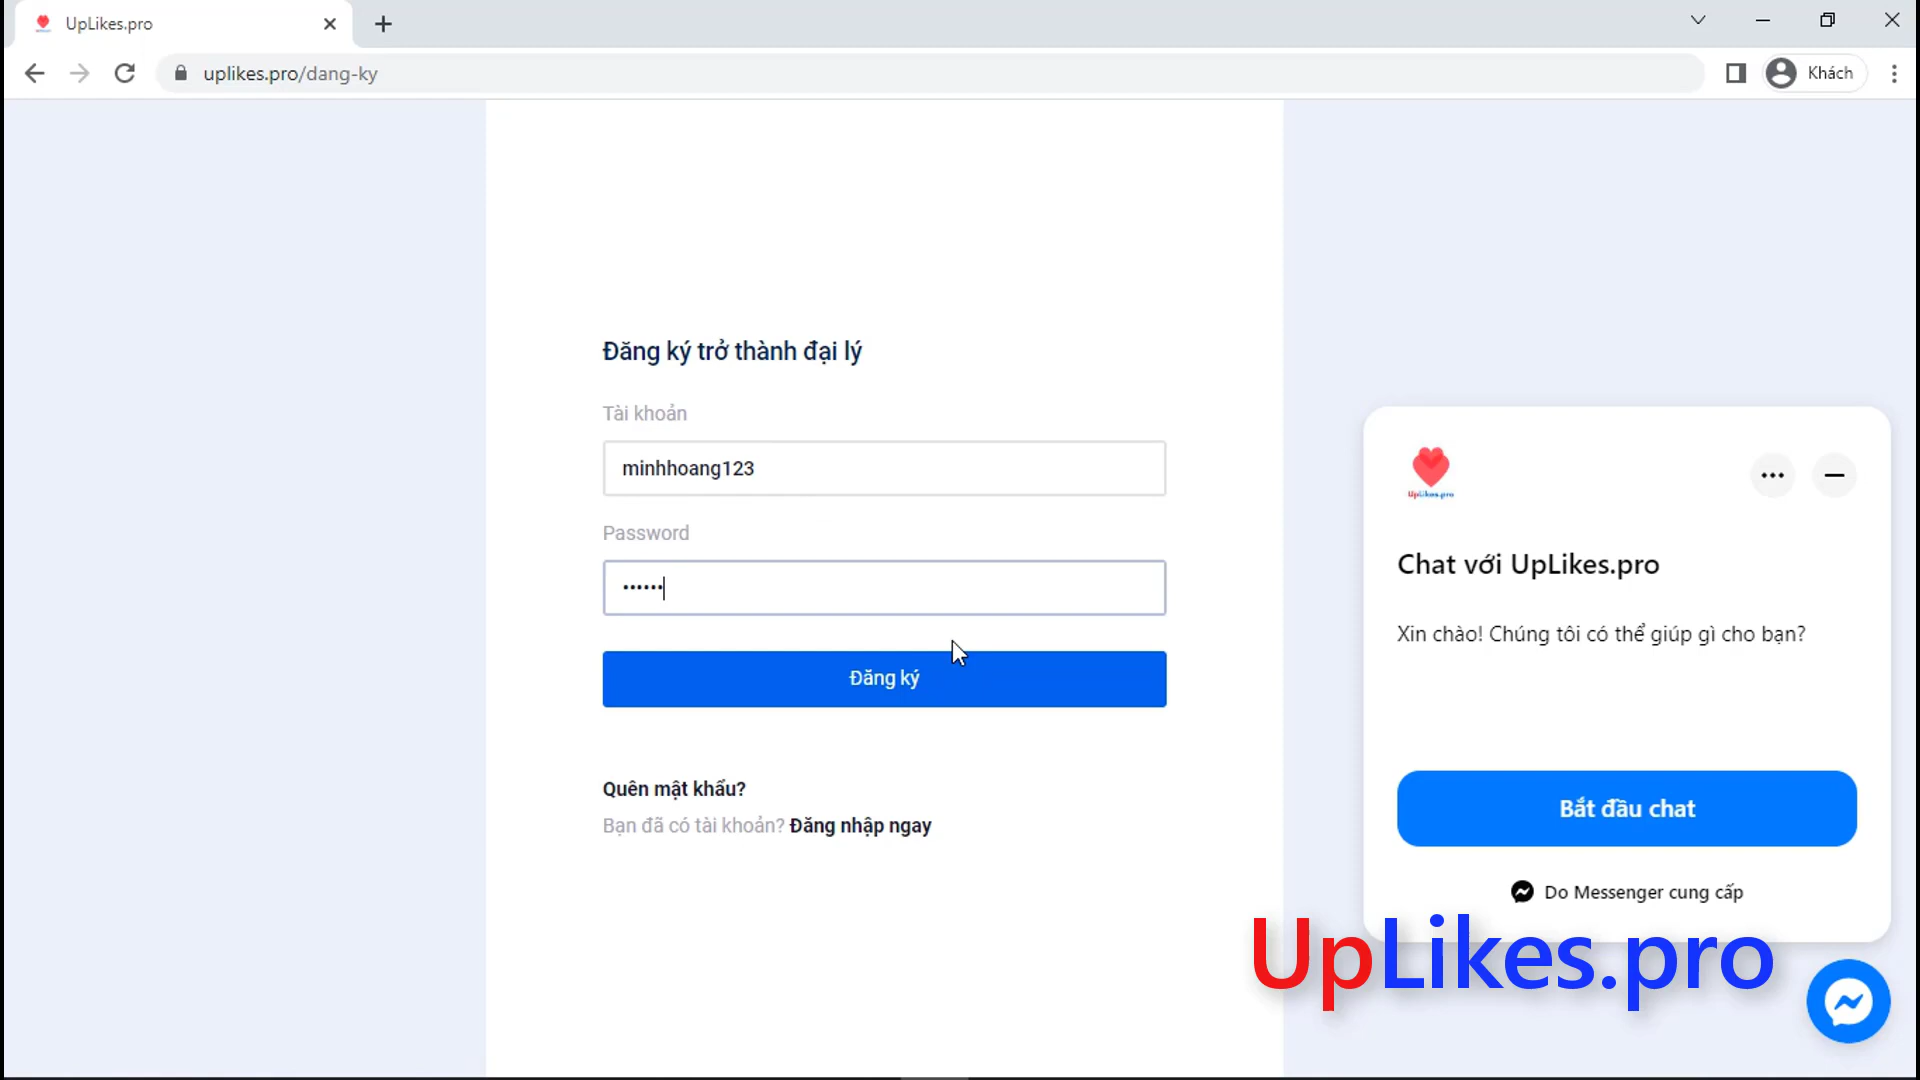 UpLikes.pro
uplikes.pro/dang-ky
Khách
Đăng ký trở thành đại lý
Tài khoản
minhhoang123
Password
••••••
Đăng ký
Quên mật khẩu?
Bạn đã có tài khoản? Đăng nhập ngay
UpLikes.pro
Chat với UpLikes.pro
Xin chào! Chúng tôi có thể giúp gì cho bạn?
Bắt đầu chat
Do Messenger cung cấp
UpLikes.pro